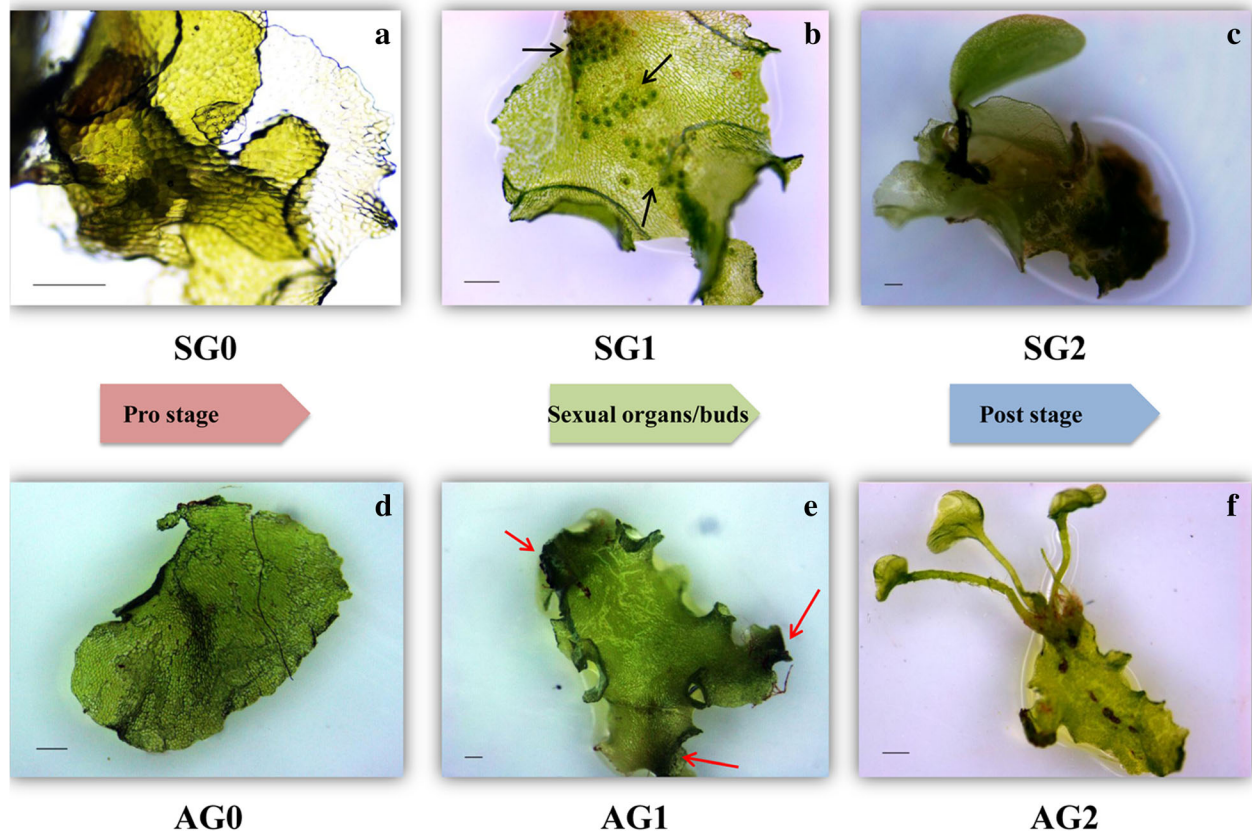 a
b
c
SG0
SG1
SG2
Pro stage
Sexual organs/buds
Post stage
d
e
f
AG0
AG1
AG2